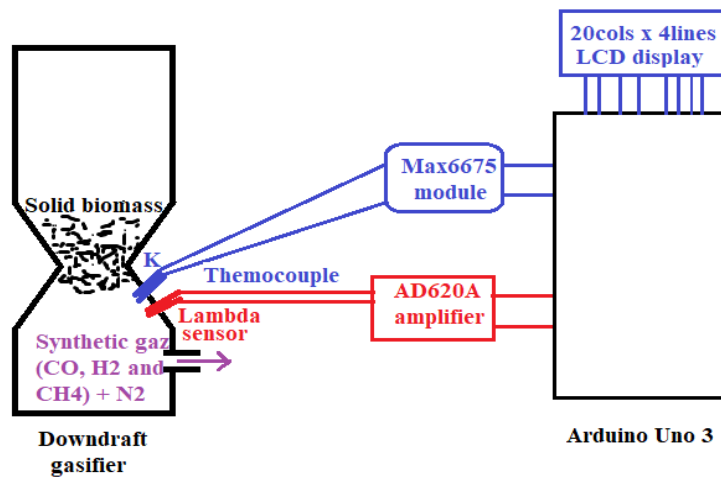 20cols x 4lines
LCD display
Max6675
module
Solid biomass
K
Themocouple
AD620A
amplifier
Lambda
sensor
Synthetic gaz
(CO, H2 and
CH4) + N2
Downdraft
gasifier
Arduino Uno 3